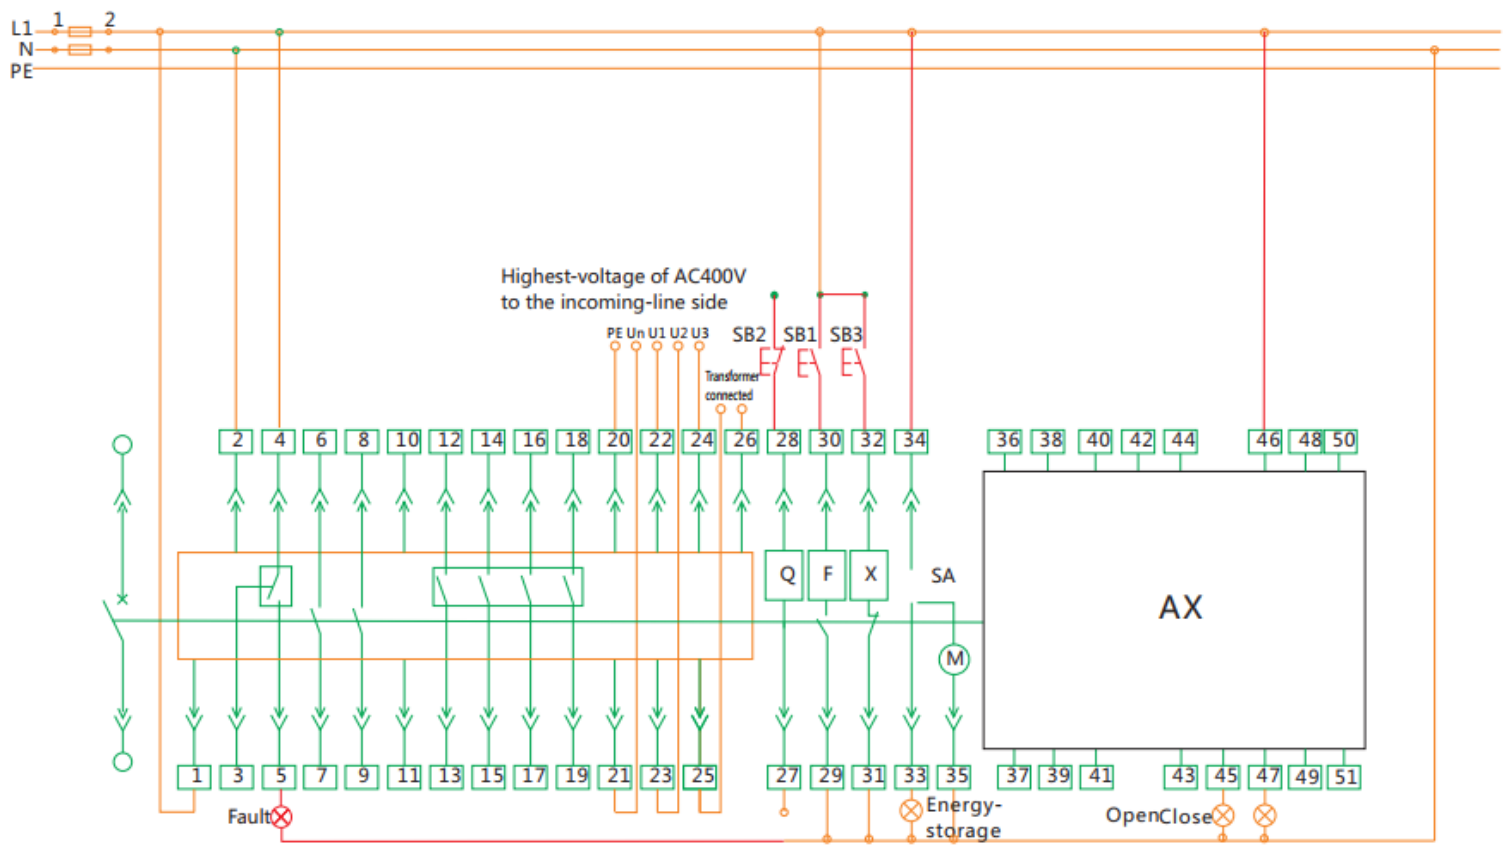 1 2
L1
N
PE
Highest-voltage of AC400V
to the incoming-line side
PE Un U1 U2 U3
SB2 SB1 SB3
Transformer
connected
2 4 6 8 10 12 14 16 18 20 22 24 26 28 30 32 34 36 38 40 42 44 46 48 50
Q F X SA
AX
M
1 3 5 7 9 11 13 15 17 19 21 23 25 27 29 31 33 35 37 39 41 43 45 47 49 51
Fault
Energy-
storage
Open Close